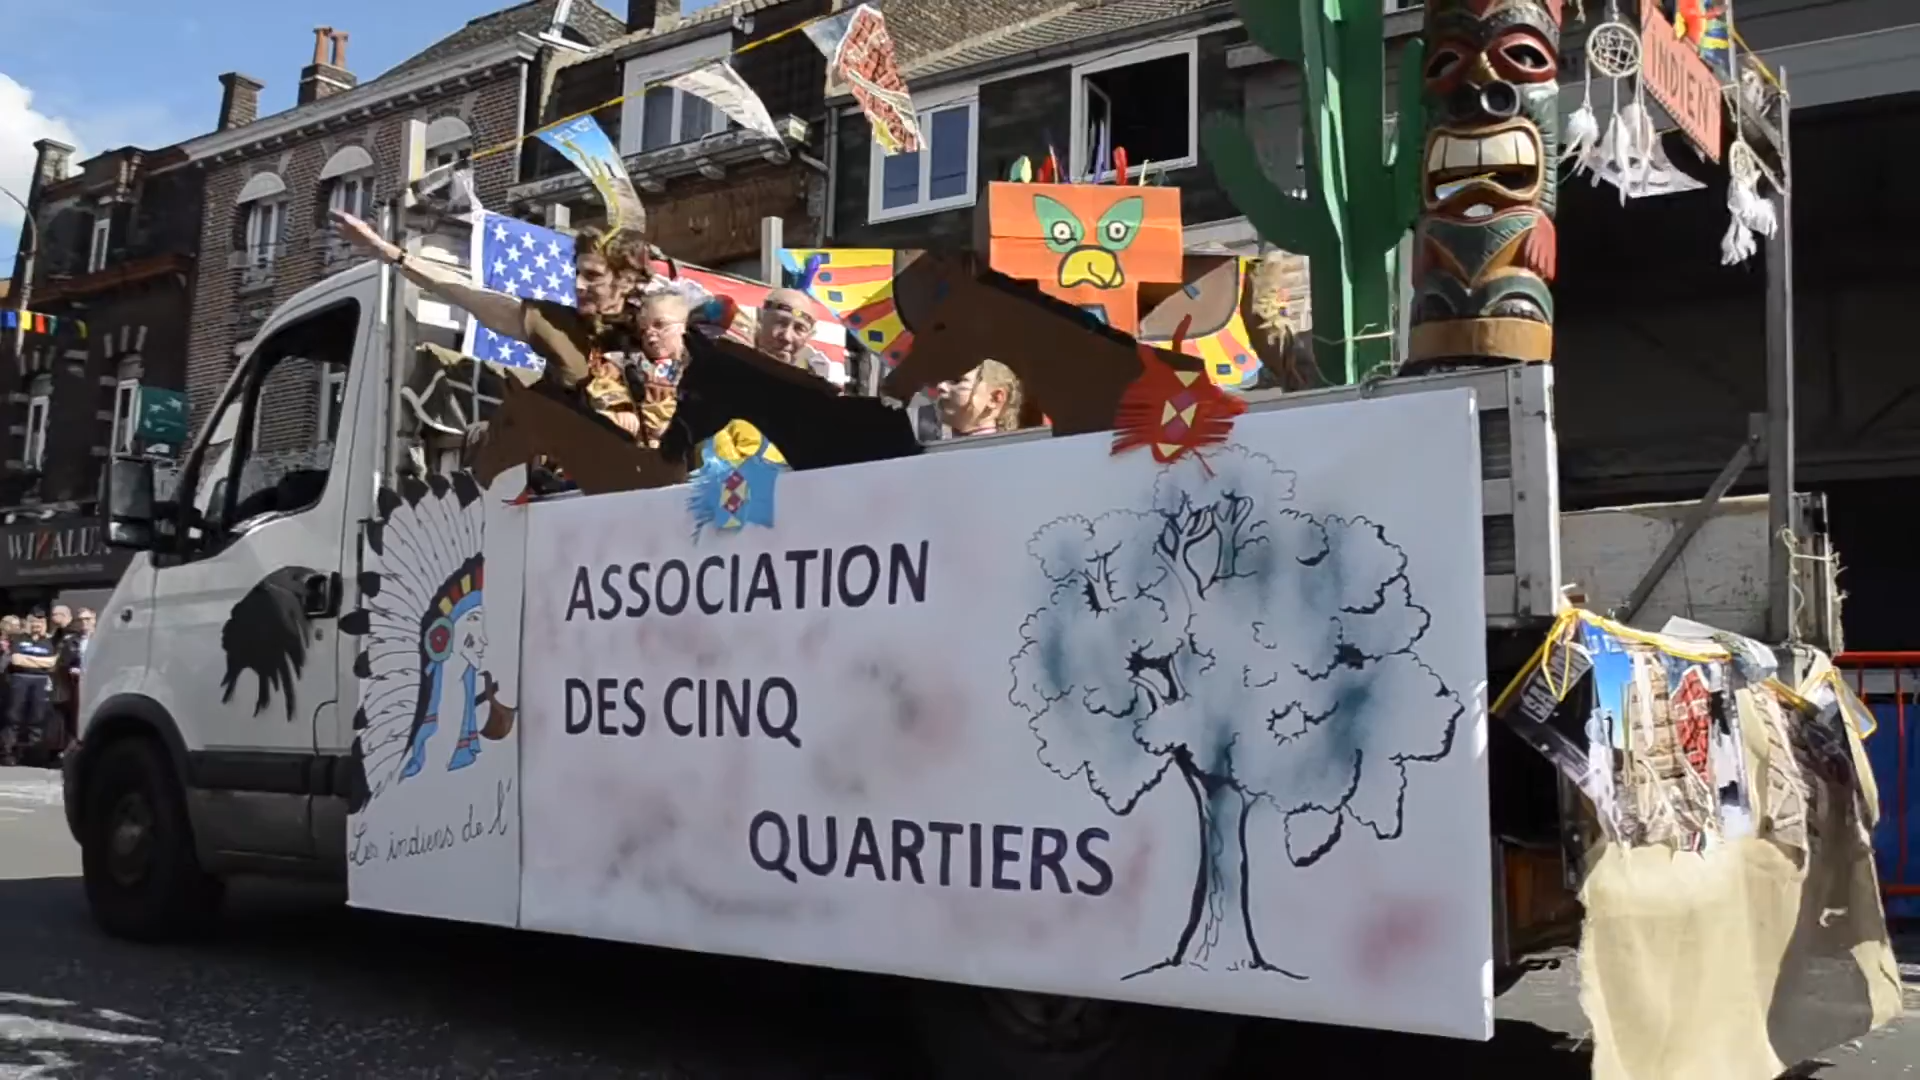 INDIEN
Les indiens de l'
ASSOCIATION
DES CINQ
QUARTIERS